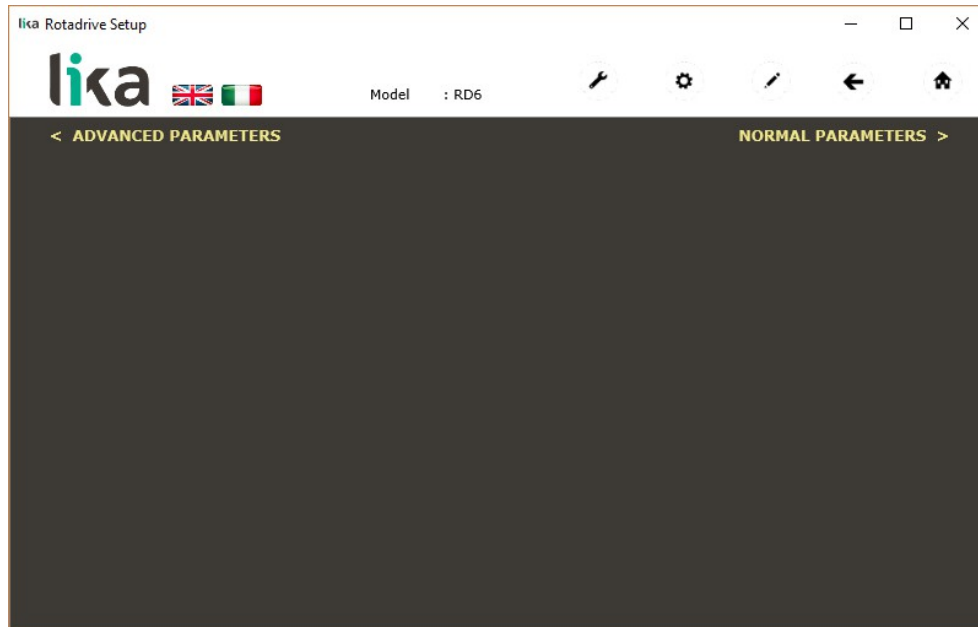 lika Rotadrive Setup
lika
Model : RD6
< ADVANCED PARAMETERS NORMAL PARAMETERS >